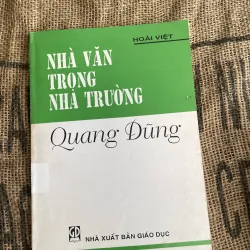 HOÀI VIỆT
NHÀ VĂN
TRONG
NHÀ TRƯỜNG
Quang Dũng
NHÀ XUẤT BẢN GIÁO DỤC